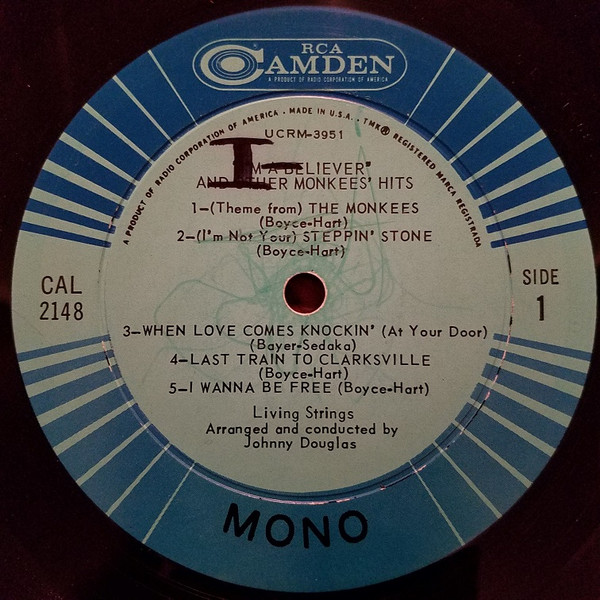 RCA
CAMDEN
A PRODUCT OF RADIO CORPORATION OF AMERICA
A PRODUCT OF RADIO CORPORATION OF AMERICA · MADE IN U.S.A. · TMK® REGISTERED MARCA REGISTRADA
UCRM-3951
I-
BELIEVER"
MONKEES' HITS
1-(Theme from) THE MONKEES
(Boyce-Hart)
2-(I'm Not Your) STEPPIN' STONE
(Boyce-Hart)
CAL
2148
SIDE
1
3-WHEN LOVE COMES KNOCKIN' (At Your Door)
(Bayer-Sedaka)
4-LAST TRAIN TO CLARKSVILLE
(Boyce-Hart)
5-I WANNA BE FREE (Boyce-Hart)
Living Strings
Arranged and conducted by
Johnny Douglas
MONO